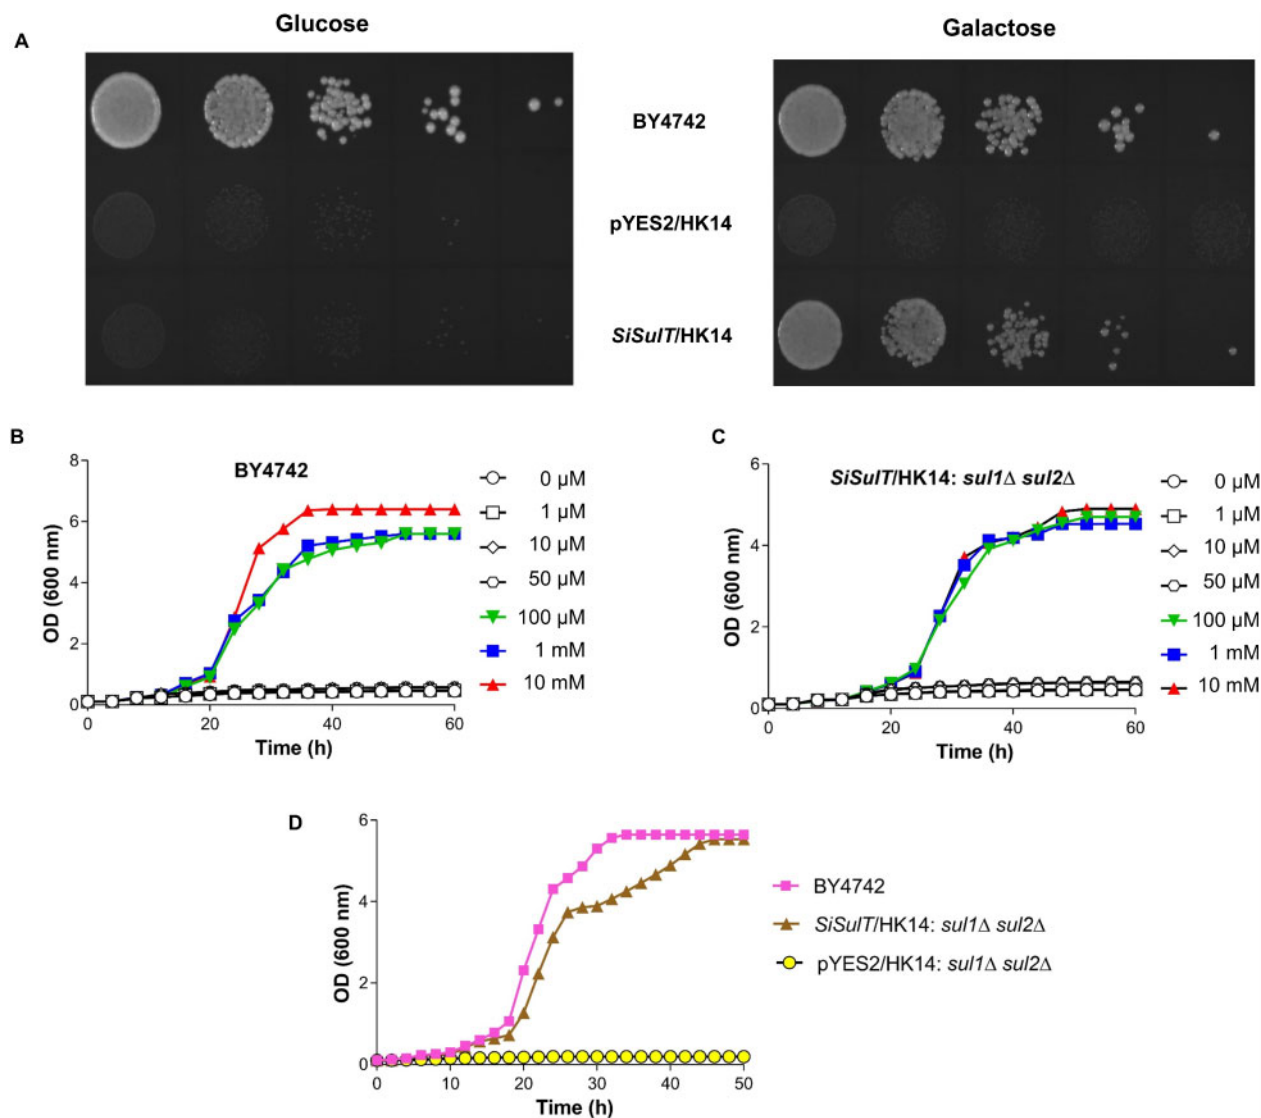 Glucose
Galactose
A
BY4742
pYES2/HK14
SiSulT/HK14
B
C
BY4742
SiSulT/HK14: sul1Δ sul2Δ
8
6
4
2
0
OD (600 nm)
0 20 40 60
Time (h)
0 µM
1 µM
10 µM
50 µM
100 µM
1 mM
10 mM
6
4
2
0
OD (600 nm)
0 20 40 60
Time (h)
0 µM
1 µM
10 µM
50 µM
100 µM
1 mM
10 mM
D
6
4
2
0
OD (600 nm)
0 10 20 30 40 50
Time (h)
BY4742
SiSulT/HK14: sul1Δ sul2Δ
pYES2/HK14: sul1Δ sul2Δ